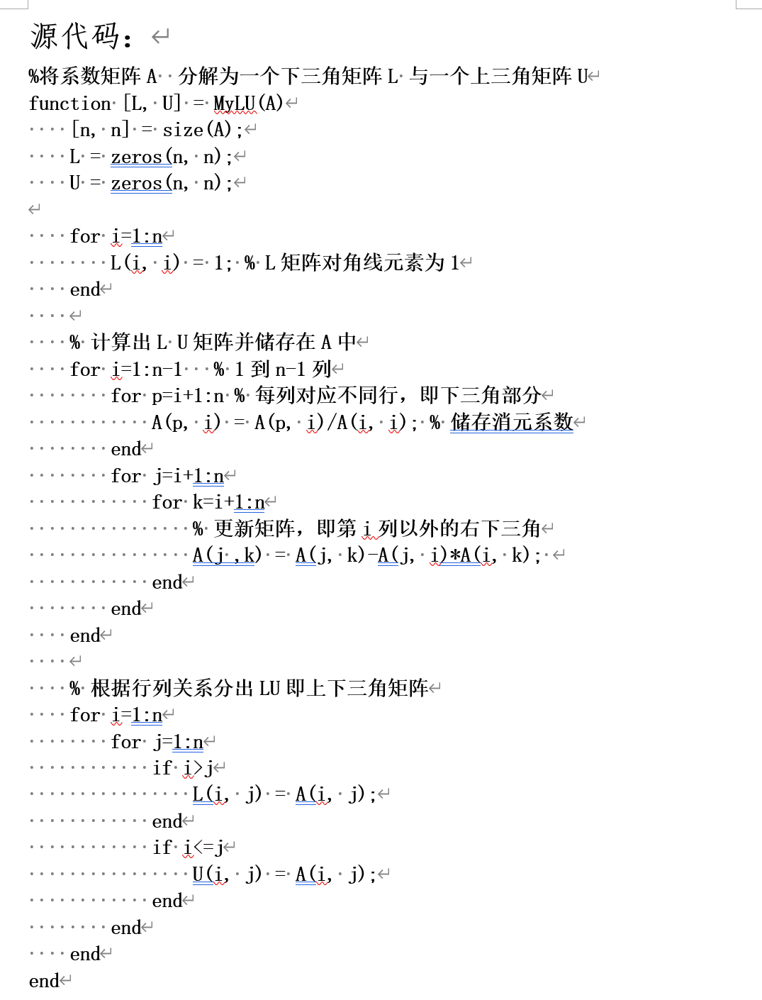 源代码：
%将系数矩阵 A  分解为一个下三角矩阵 L 与一个上三角矩阵 U
function [L, U] = MyLU(A)
    [n, n] = size(A);
    L = zeros(n, n);
    U = zeros(n, n);

    for i=1:n
        L(i, i) = 1; % L 矩阵对角线元素为 1
    end
    
    % 计算出 L U 矩阵并储存在 A 中
    for i=1:n-1   % 1 到 n-1 列
        for p=i+1:n % 每列对应不同行，即下三角部分
            A(p, i) = A(p, i)/A(i, i); % 储存消元系数
        end
        for j=i+1:n
            for k=i+1:n
                % 更新矩阵，即第 i 列以外的右下三角
                A(j ,k) = A(j, k)-A(j, i)*A(i, k); 
            end
        end
    end
    
    % 根据行列关系分出 LU 即上下三角矩阵
    for i=1:n
        for j=1:n
            if i>j
                L(i, j) = A(i, j);
            end
            if i<=j
                U(i, j) = A(i, j);
            end
        end
    end
end